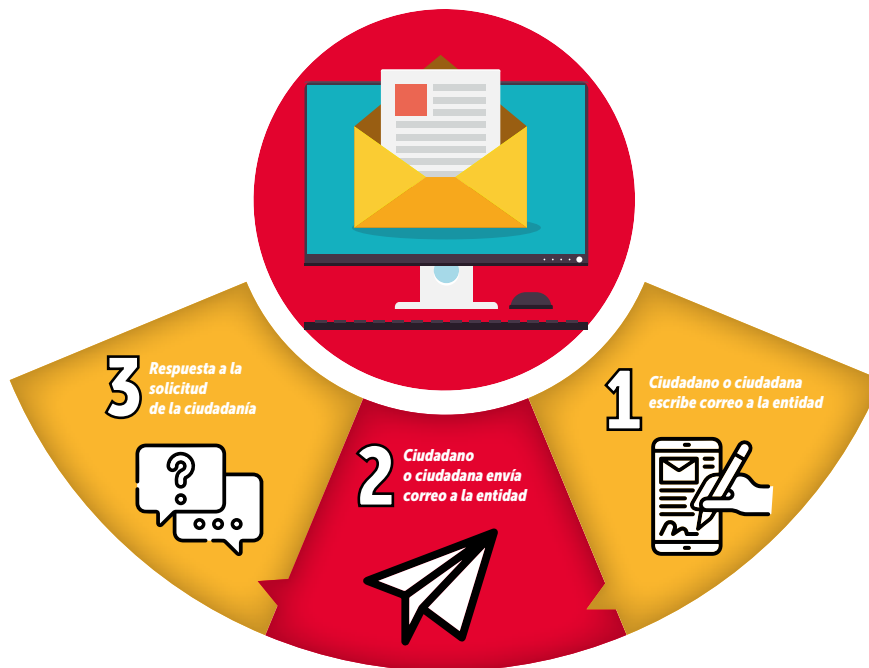 1
Ciudadano o ciudadana
escribe correo a la entidad
2
Ciudadano
o ciudadana envía
correo a la entidad
3
Respuesta a la
solicitud
de la ciudadanía